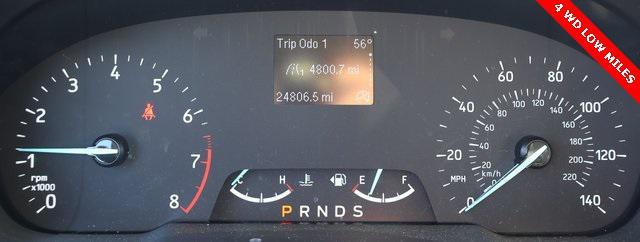 4 WD LOW MILES
Trip Odo 1 56°
4800.7 mi
24806.5 mi
0 1 2 3 4 5 6 7 8
rpm
x1000
C H
E F
P R N D S
0 20 40 60 80 100 120 140
MPH
0 20 40 60 80 100 120 140 160 180 200 220
km/h